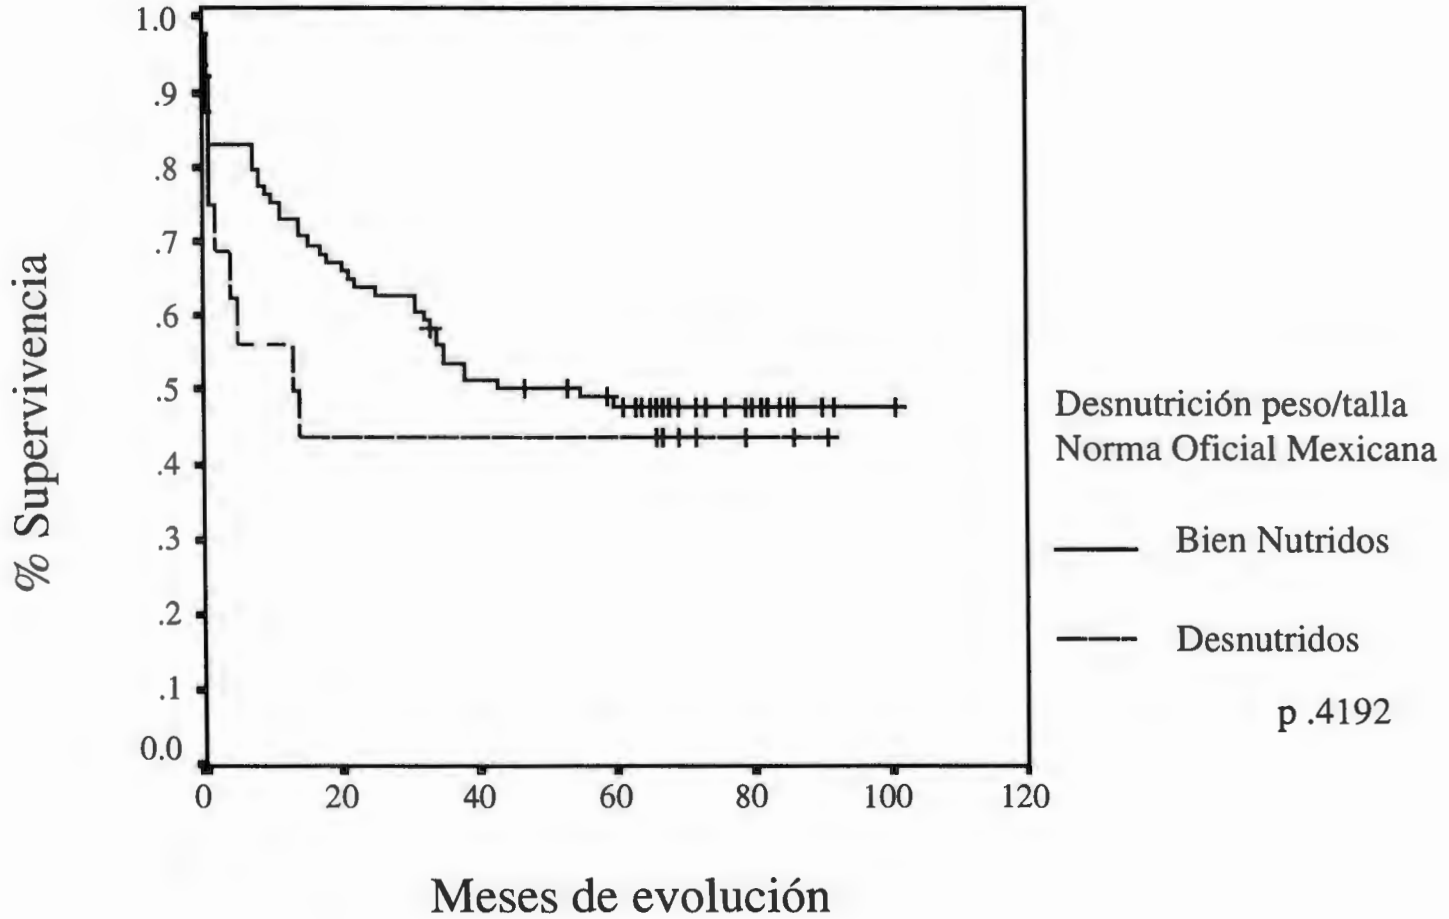 1.0
.9
.8
.7
.6
.5
.4
.3
.2
.1
0.0
% Supervivencia
0 20 40 60 80 100 120
Meses de evolución
Desnutrición peso/talla
Norma Oficial Mexicana
Bien Nutridos
Desnutridos
p .4192